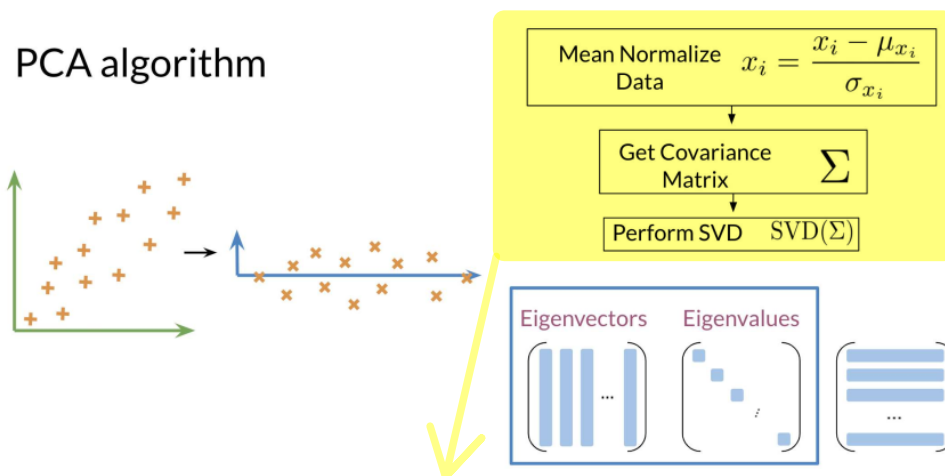 PCA algorithm
Mean Normalize
Data
x_i = \frac{x_i - μ_{x_i}}{σ_{x_i}}
Get Covariance
Matrix
Σ
Perform SVD SVD(Σ)
Eigenvectors Eigenvalues
...
...
...